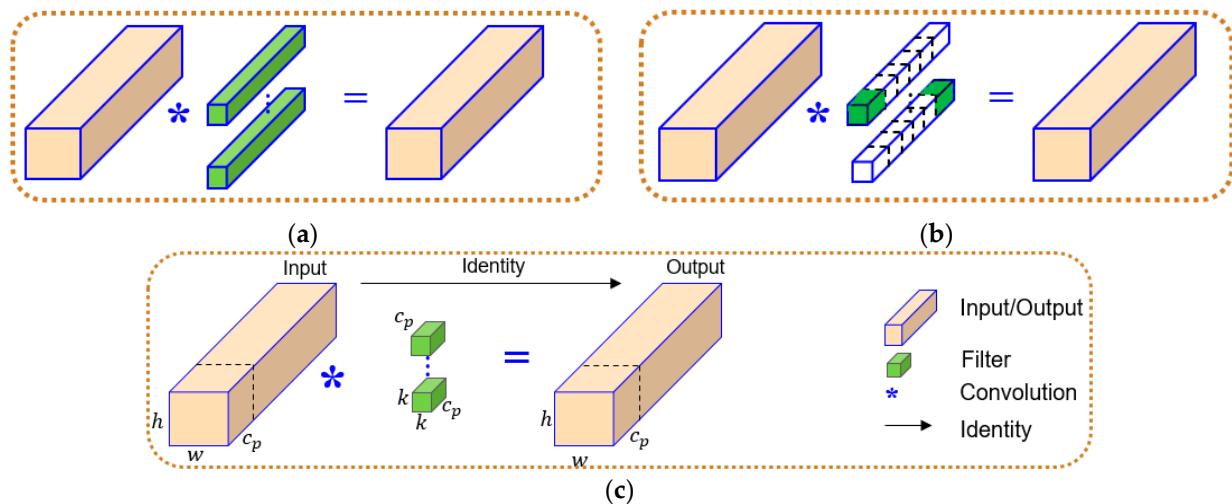 * =
* =
(a)
(b)
Input Identity Output
Input/Output
Filter
Convolution
Identity
c_p
* =
k c_p
k
h
w c_p
h
w c_p
*
(c)